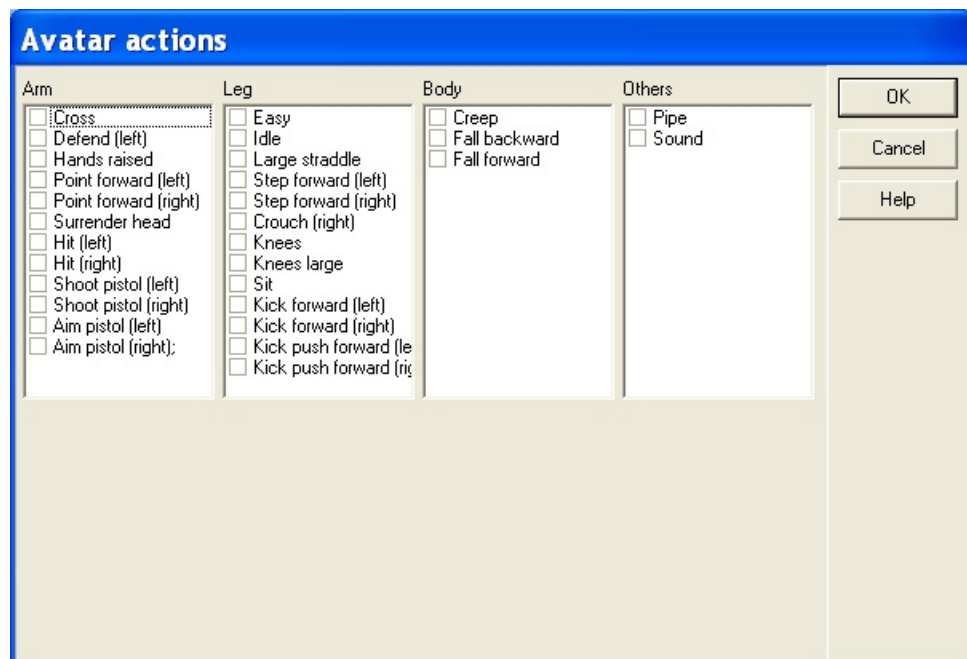 Avatar actions
Arm
Cross
Defend (left)
Hands raised
Point forward (left)
Point forward (right)
Surrender head
Hit (left)
Hit (right)
Shoot pistol (left)
Shoot pistol (right)
Aim pistol (left)
Aim pistol (right);
Leg
Easy
Idle
Large straddle
Step forward (left)
Step forward (right)
Crouch (right)
Knees
Knees large
Sit
Kick forward (left)
Kick forward (right)
Kick push forward (le
Kick push forward (rig
Body
Creep
Fall backward
Fall forward
Others
Pipe
Sound
OK
Cancel
Help